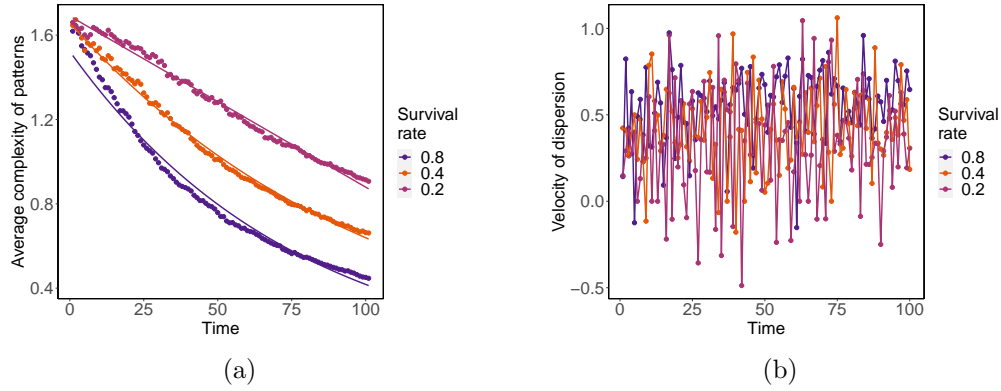 Average complexity of patterns
1.6
1.2
0.8
0.4
0
25
50
75
100
Time
Survival
rate
0.8
0.4
0.2
(a)
Velocity of dispersion
1.0
0.5
0.0
−0.5
0
25
50
75
100
Time
Survival
rate
0.8
0.4
0.2
(b)